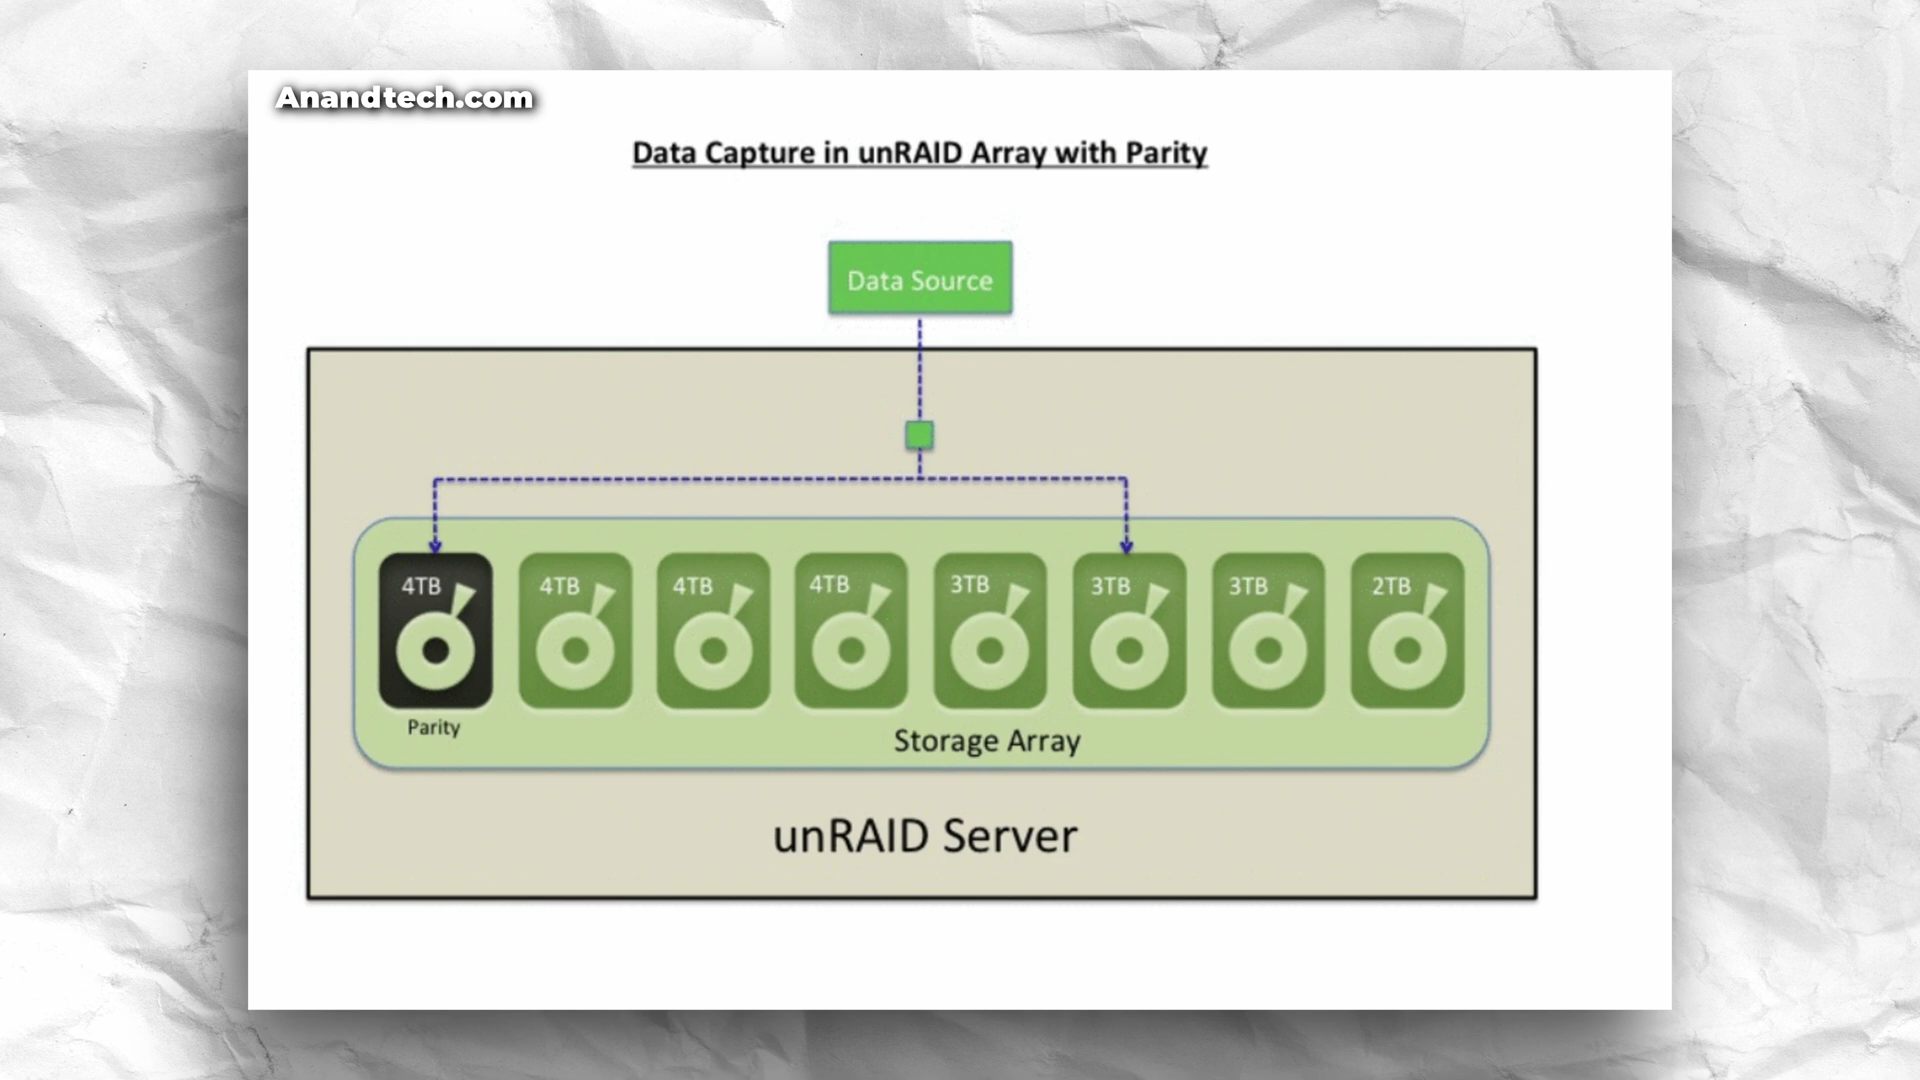 Anandtech.com
Data Capture in unRAID Array with Parity
Data Source
4TB
4TB
4TB
4TB
3TB
3TB
3TB
2TB
Parity
Storage Array
unRAID Server